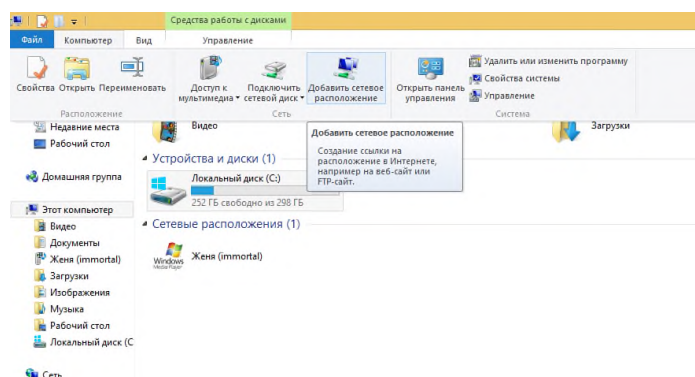 Средства работы с дисками
Файл Компьютер Вид Управление
Свойства Открыть Переименовать
Доступ к мультимедиа
Подключить сетевой диск
Добавить сетевое расположение
Открыть панель управления
Удалить или изменить программу
Свойства системы
Управление
Расположение Сеть Система
Недавние места
Рабочий стол
Домашняя группа
Этот компьютер
Видео
Документы
Женя (immortal)
Загрузки
Изображения
Музыка
Рабочий стол
Локальный диск (C
Сеть
Видео
Загрузки
Добавить сетевое расположение
Создание ссылки на
расположение в Интернете,
например на веб-сайт или
FTP-сайт.
Устройства и диски (1)
Локальный диск (C:)
252 ГБ свободно из 298 ГБ
Сетевые расположения (1)
Женя (immortal)
Windows
Media Player